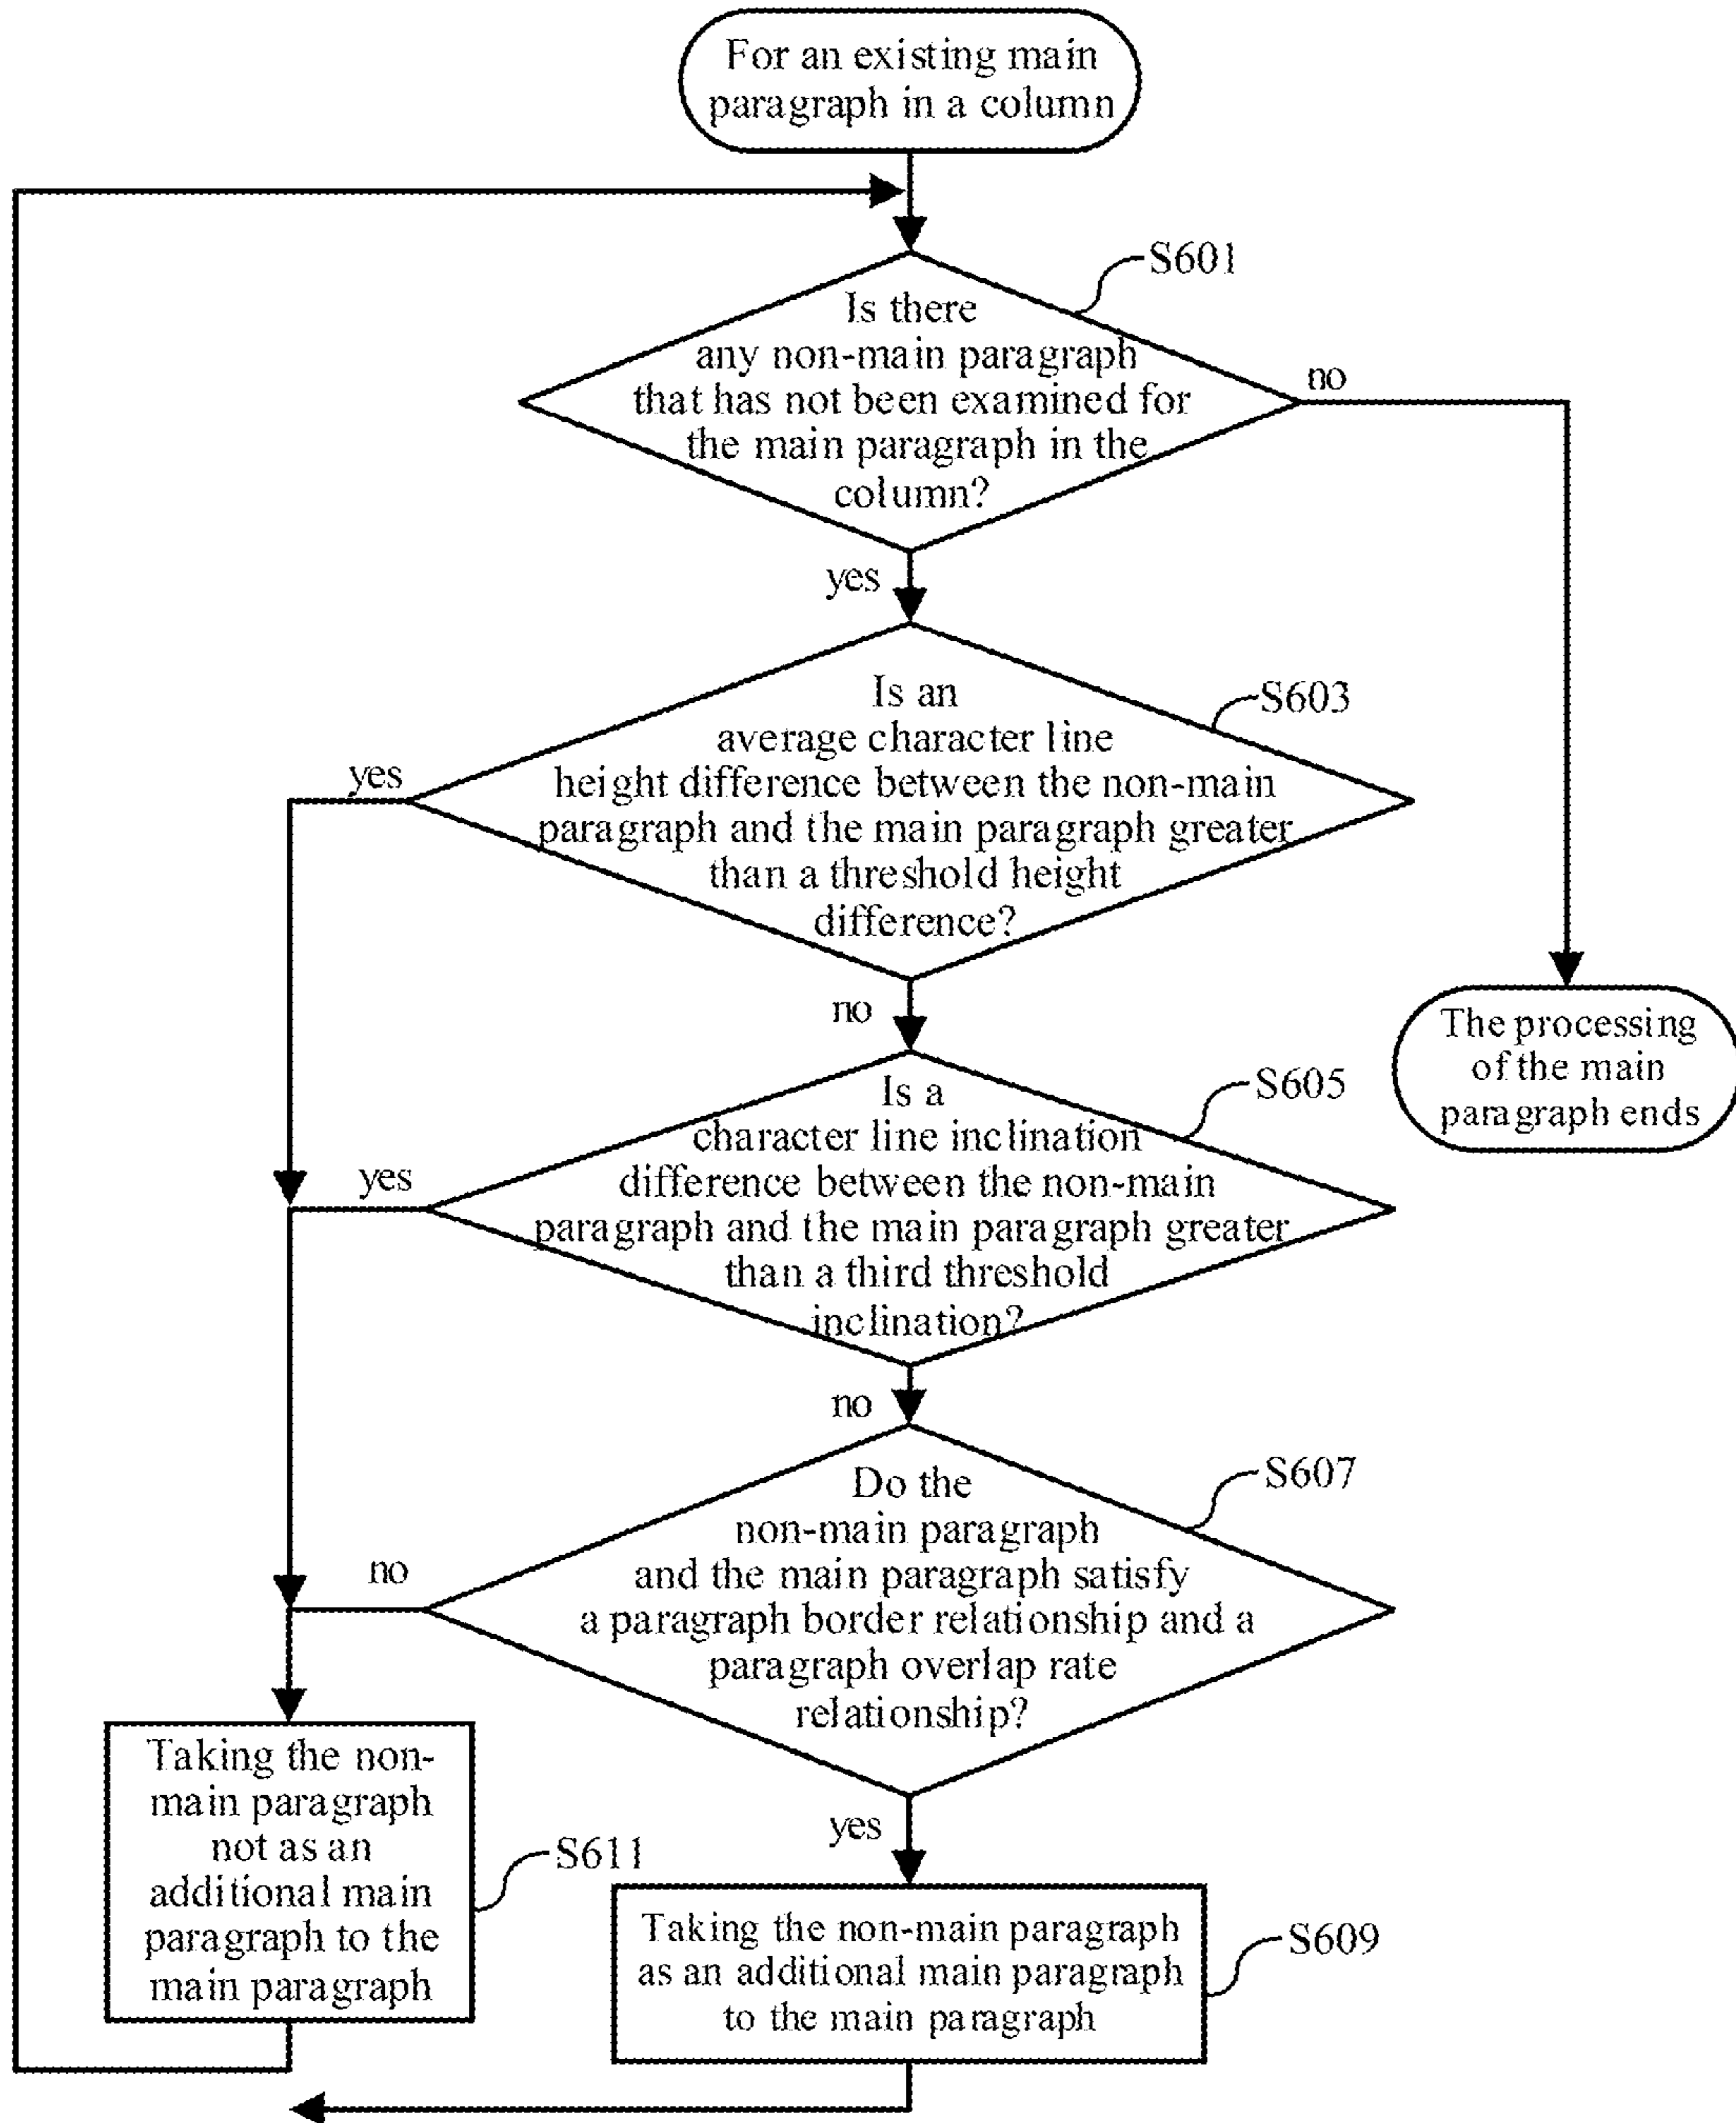 For an existing main
paragraph in a column
S601
Is there
any non-main paragraph
that has not been examined for
the main paragraph in the
column?
no
yes
S603
Is an
average character line
height difference between the non-main
paragraph and the main paragraph greater
than a threshold height
difference?
yes
no
The processing
of the main
paragraph ends
S605
Is a
character line inclination
difference between the non-main
paragraph and the main paragraph greater
than a third threshold
inclination?
yes
no
S607
Do the
non-main paragraph
and the main paragraph satisfy
a paragraph border relationship and a
paragraph overlap rate
relationship?
no
yes
Taking the non-
main paragraph
not as an
additional main
paragraph to the
main paragraph
S611
Taking the non-main paragraph
as an additional main paragraph
to the main paragraph
S609